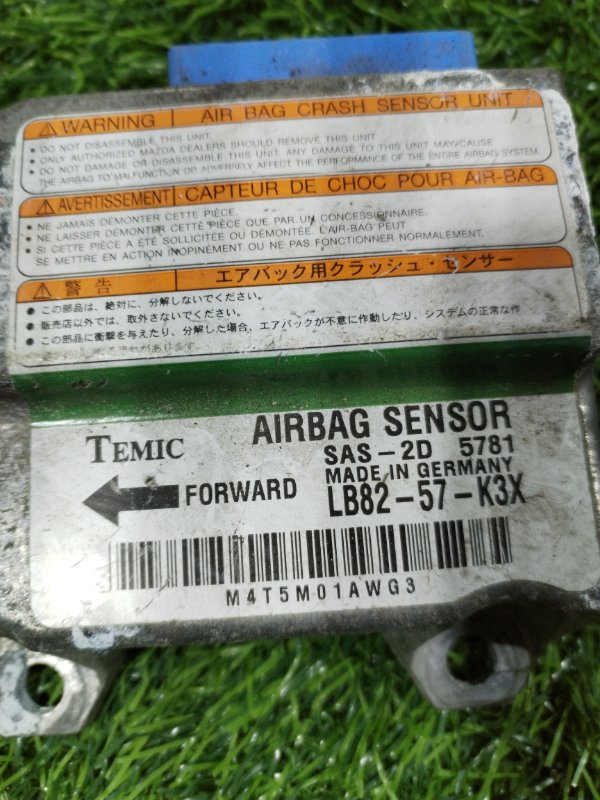 WARNING AIR BAG CRASH SENSOR UNIT
• DO NOT DISASSEMBLE THIS UNIT.
• ONLY AUTHORIZED MAZDA DEALERS SHOULD REMOVE THIS UNIT.
• DO NOT DAMAGE OR DISASSEMBLE THIS UNIT. ANY DAMAGE TO THIS UNIT MAY CAUSE
THE AIRBAG TO MALFUNCTION OR ADVERSELY AFFECT THE PERFORMANCE OF THE ENTIRE AIRBAG SYSTEM.
AVERTISSEMENT CAPTEUR DE CHOC POUR AIR-BAG
• NE JAMAIS DÉMONTER CETTE PIÈCE.
• NE LAISSER DÉMONTER CETTE PIÈCE QUE PAR UN CONCESSIONNAIRE.
• SI CETTE PIÈCE A ÉTÉ SOLLICITÉE OU DÉMONTÉE, L'AIR-BAG PEUT
SE METTRE EN ACTION INOPINÉMENT OU NE PAS FONCTIONNER NORMALEMENT.
警告 エアバック用クラッシュ・センサー
• この部品は、絶対に、分解しないでください。
• 販売店以外では、取外さないでください。
• この部品に衝撃を与えたり、分解した場合、エアバックが不意に作動したり、システムの正常な作
AIRBAG SENSOR
TEMIC
SAS-2D 5781
MADE IN GERMANY
FORWARD
LB82-57-K3X
M4T5M01AWG3